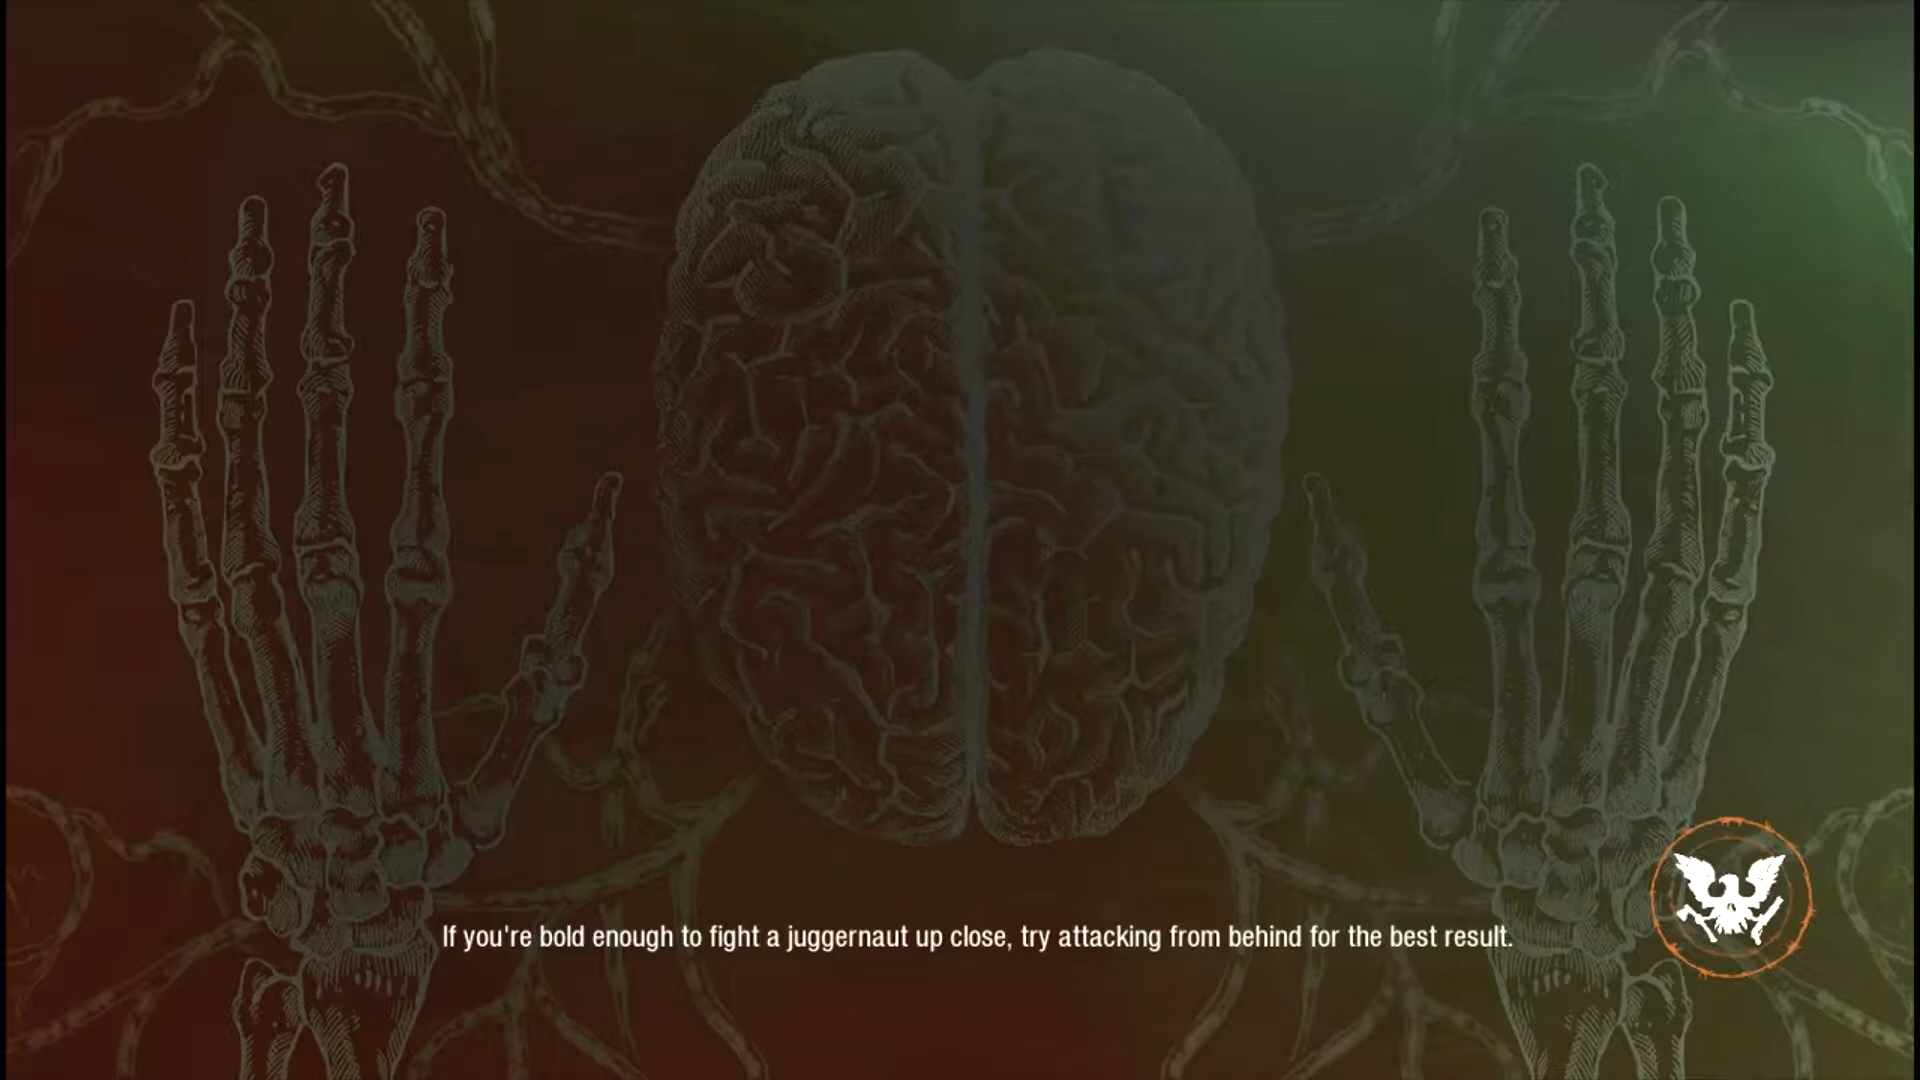 If you're bold enough to fight a juggernaut up close, try attacking from behind for the best result.